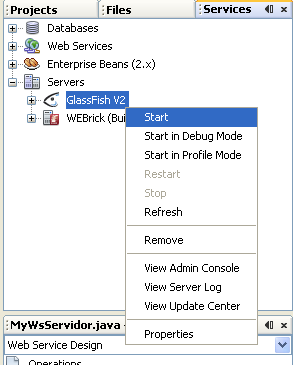 Projects Files Services
Databases
Web Services
Enterprise Beans (2.x)
Servers
GlassFish V2
WEBrick (Bui
Start
Start in Debug Mode
Start in Profile Mode
Restart
Stop
Refresh
Remove
View Admin Console
View Server Log
View Update Center
Properties
MyWsServidor.java -
Web Service Design
Operations